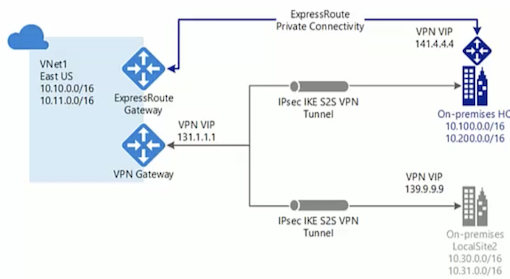 ExpressRoute
Private Connectivity
VPN VIP
141.4.4.4
VNet1
East US
10.10.0.0/16
10.11.0.0/16
ExpressRoute
Gateway
IPsec IKE S2S VPN
Tunnel
On-premises HQ
10.100.0.0/16
10.200.0.0/16
VPN VIP
131.1.1.1
VPN Gateway
VPN VIP
139.9.9.9
IPsec IKE S2S VPN
Tunnel
On-premises
LocalSite2
10.30.0.0/16
10.31.0.0/16